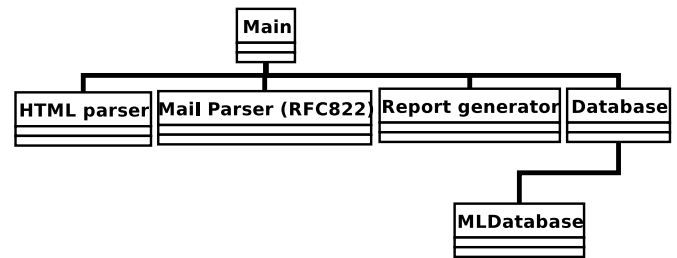 Main
HTML parser
Mail Parser (RFC822)
Report generator
Database
MLDatabase